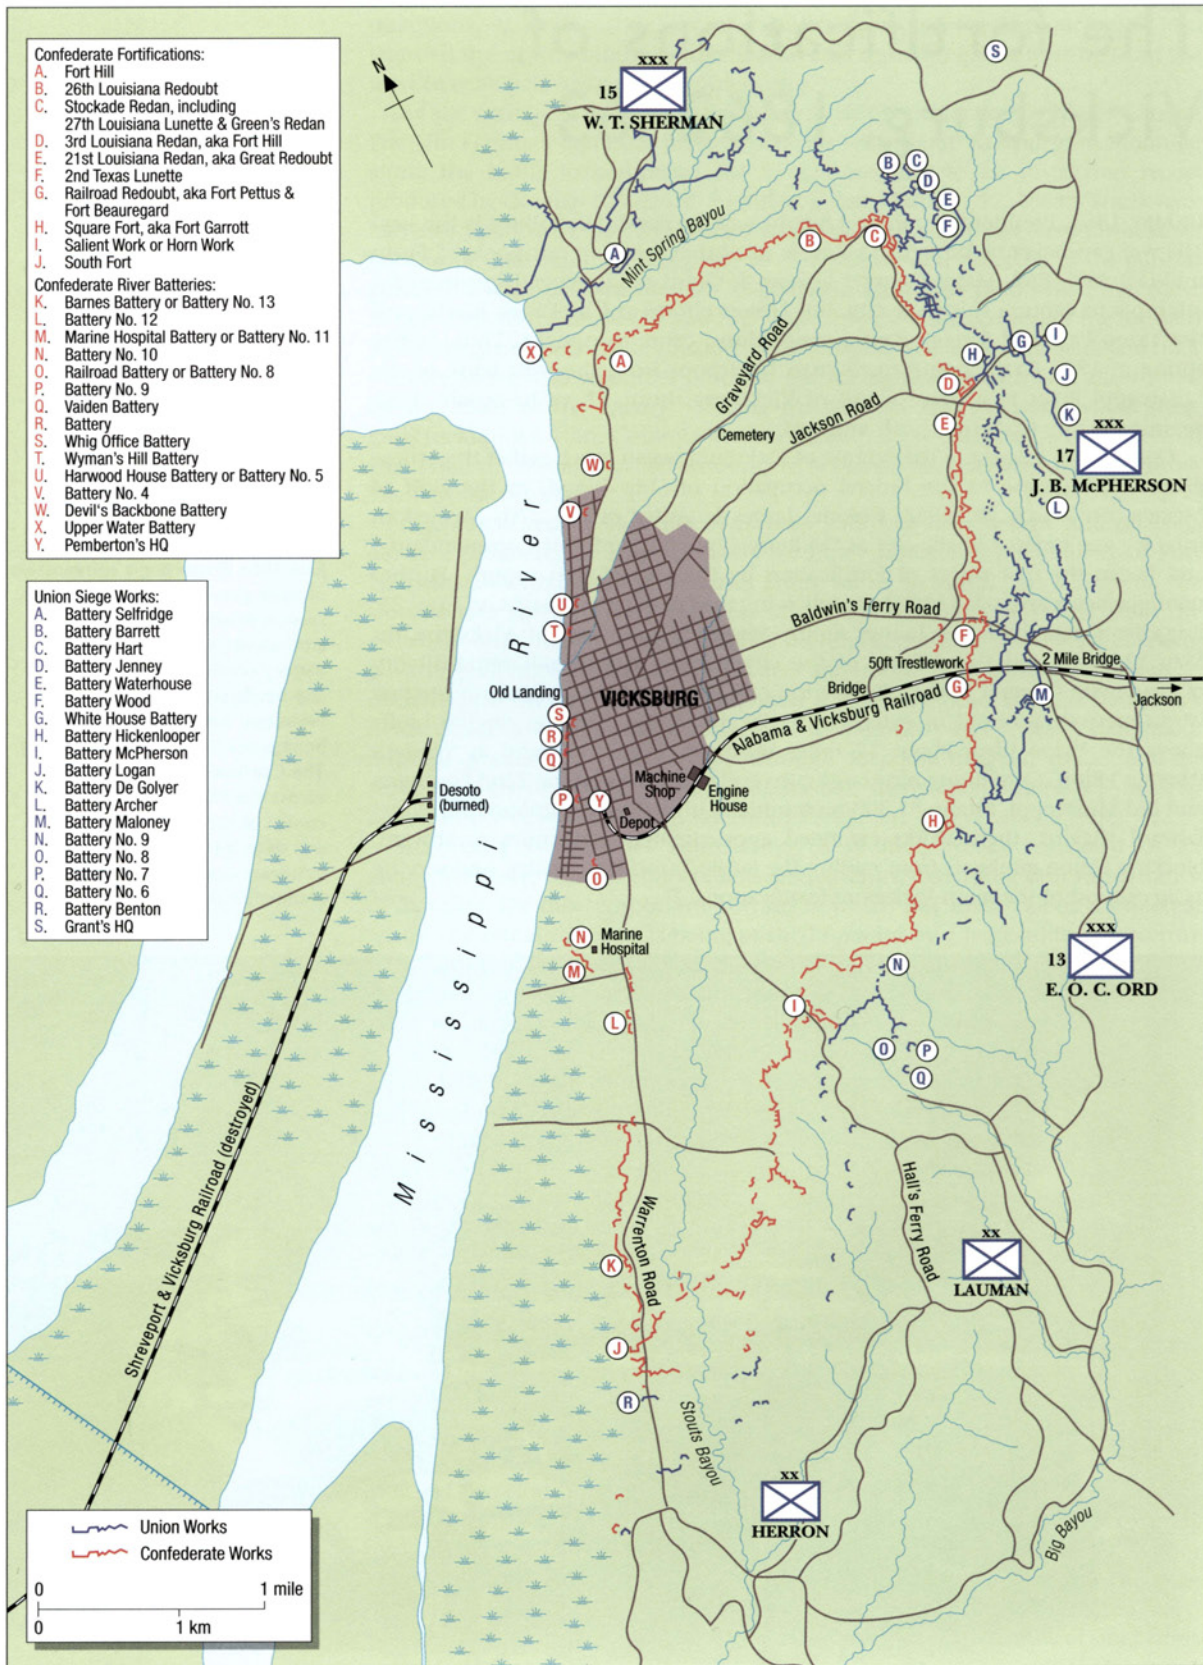 Confederate Fortifications:
A. Fort Hill
B. 26th Louisiana Redoubt
C. Stockade Redan, including
27th Louisiana Lunette & Green's Redan
D. 3rd Louisiana Redan, aka Fort Hill
E. 21st Louisiana Redan, aka Great Redoubt
F. 2nd Texas Lunette
G. Railroad Redoubt, aka Fort Pettus &
Fort Beauregard
H. Square Fort, aka Fort Garrott
I. Salient Work or Horn Work
J. South Fort
Confederate River Batteries:
K. Barnes Battery or Battery No. 13
L. Battery No. 12
M. Marine Hospital Battery or Battery No. 11
N. Battery No. 10
O. Railroad Battery or Battery No. 8
P. Battery No. 9
Q. Vaiden Battery
R. Battery
S. Whig Office Battery
T. Wyman's Hill Battery
U. Harwood House Battery or Battery No. 5
V. Battery No. 4
W. Devil's Backbone Battery
X. Upper Water Battery
Y. Pemberton's HQ
Union Siege Works:
A. Battery Selfridge
B. Battery Barrett
C. Battery Hart
D. Battery Jenney
E. Battery Waterhouse
F. Battery Wood
G. White House Battery
H. Battery Hickenlooper
I. Battery McPherson
J. Battery Logan
K. Battery De Golyer
L. Battery Archer
M. Battery Maloney
N. Battery No. 9
O. Battery No. 8
P. Battery No. 7
Q. Battery No. 6
R. Battery Benton
S. Grant's HQ
N
S
xxx
15
W. T. SHERMAN
B
C
D
E
F
A
Mint Spring Bayou
B
C
X
A
Graveyard Road
H
G
I
D
J
Jackson Road
K
E
Cemetery
xxx
17
J. B. McPHERSON
W
V
L
U
T
Baldwin's Ferry Road
F
50ft Trestlework
2 Mile Bridge
Bridge
G
M
Jackson
Alabama & Vicksburg Railroad
Old Landing
VICKSBURG
S
R
Q
Machine
Shop
Engine
House
Desoto
(burned)
P
Y
Depot
H
O
Mississippi River
N
Marine
Hospital
M
xxx
13
E. O. C. ORD
N
I
L
O
P
Q
Shreveport & Vicksburg Railroad (destroyed)
Warrenton Road
Hall's Ferry Road
K
xx
LAUMAN
J
R
Stouts Bayou
xx
HERRON
Big Bayou
Union Works
Confederate Works
0 1 mile
0 1 km